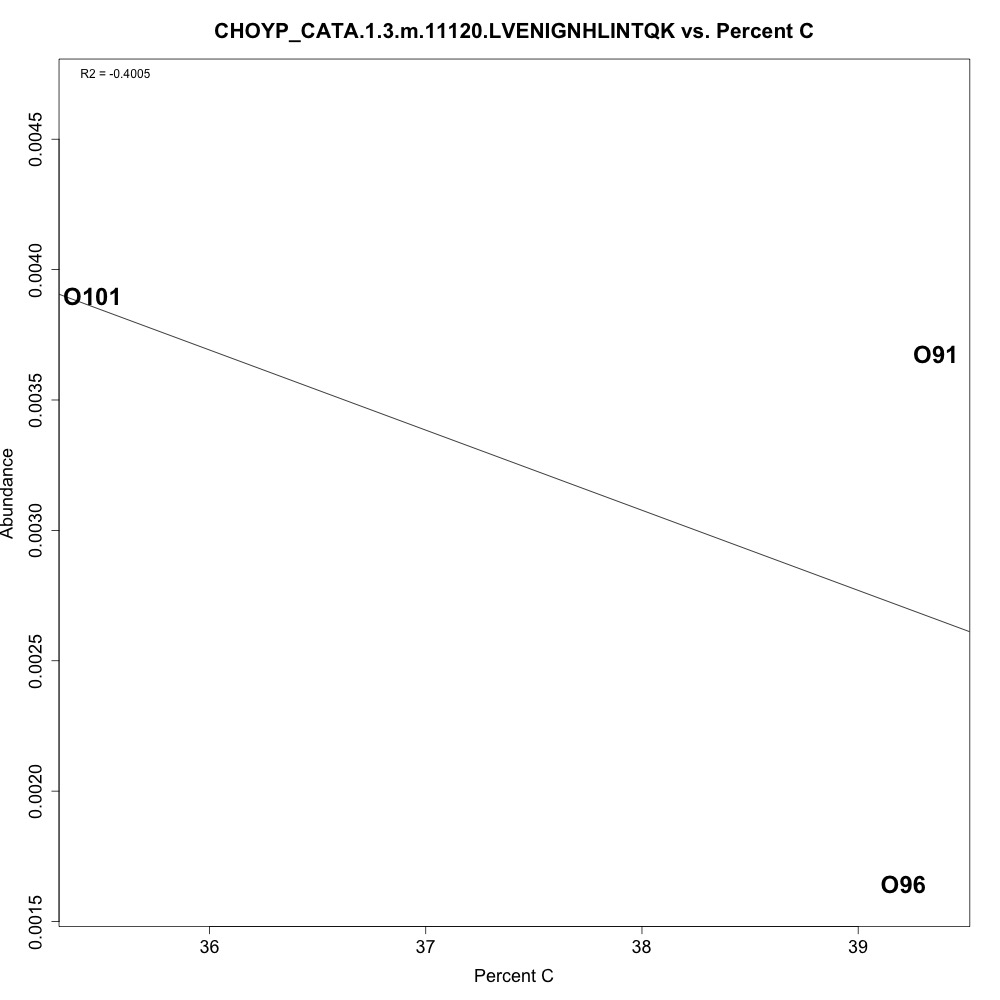 CHOYP_CATA.1.3.m.11120.LVENIGNHLINTQK vs. Percent C
R2 = -0.4005
0.0045
0.0040
0.0035
0.0030
0.0025
0.0020
0.0015
Abundance
O101
O91
O96
36 37 38 39
Percent C